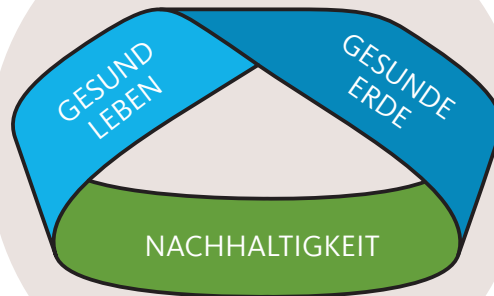 GESUND
LEBEN
GESUNDE
ERDE
NACHHALTIGKEIT